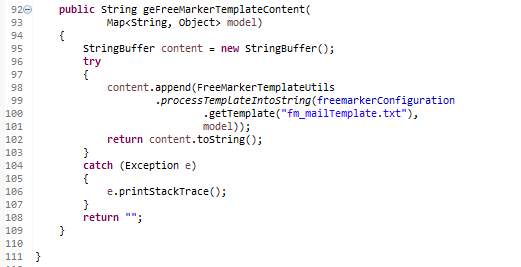 92 public String geFreeMarkerTemplateContent(
93 Map<String, Object> model)
94 {
95 StringBuffer content = new StringBuffer();
96 try
97 {
98 content.append(FreeMarkerTemplateUtils
99 .processTemplateIntoString(freemarkerConfiguration
100 .getTemplate("fm_mailTemplate.txt"),
101 model));
102 return content.toString();
103 }
104 catch (Exception e)
105 {
106 e.printStackTrace();
107 }
108 return "";
109 }
110
111 }